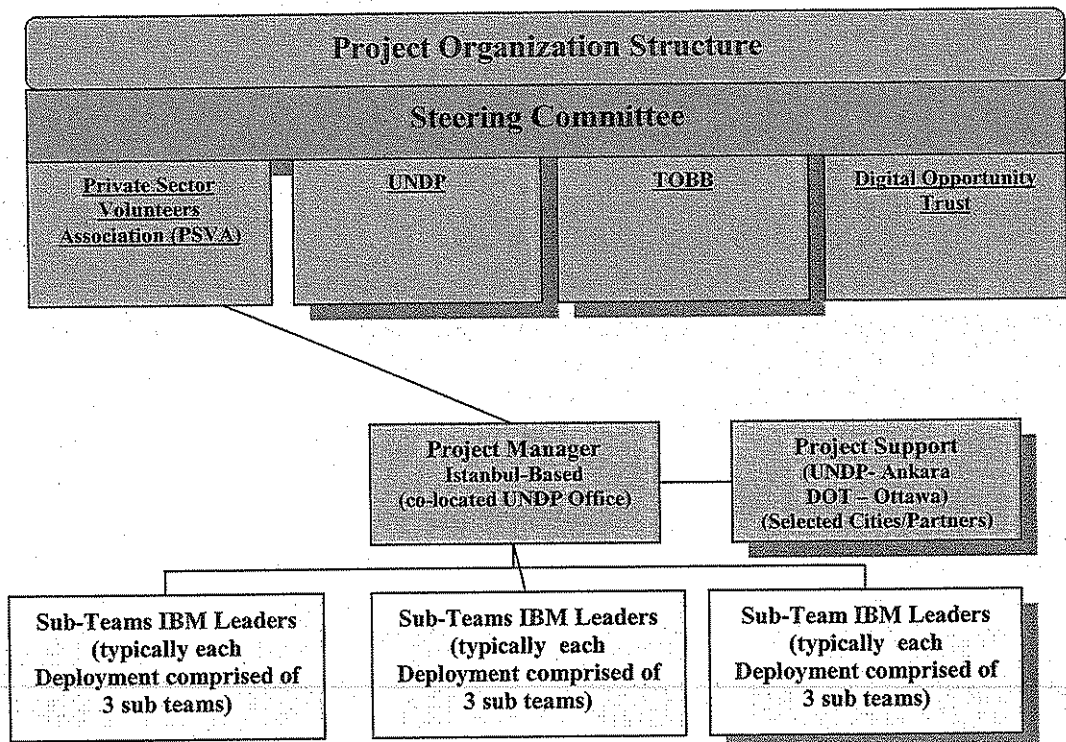 Project Organization Structure
Steering Committee
Private Sector
Volunteers
Association (PSVA)
UNDP
TOBB
Digital Opportunity
Trust
Project Manager
Istanbul-Based
(co-located UNDP Office)
Project Support
(UNDP- Ankara
DOT – Ottawa)
(Selected Cities/Partners)
Sub-Teams IBM Leaders
(typically each
Deployment comprised of
3 sub teams)
Sub-Teams IBM Leaders
(typically each
Deployment comprised of
3 sub teams)
Sub-Team IBM Leaders
(typically each
Deployment comprised of
3 sub teams)